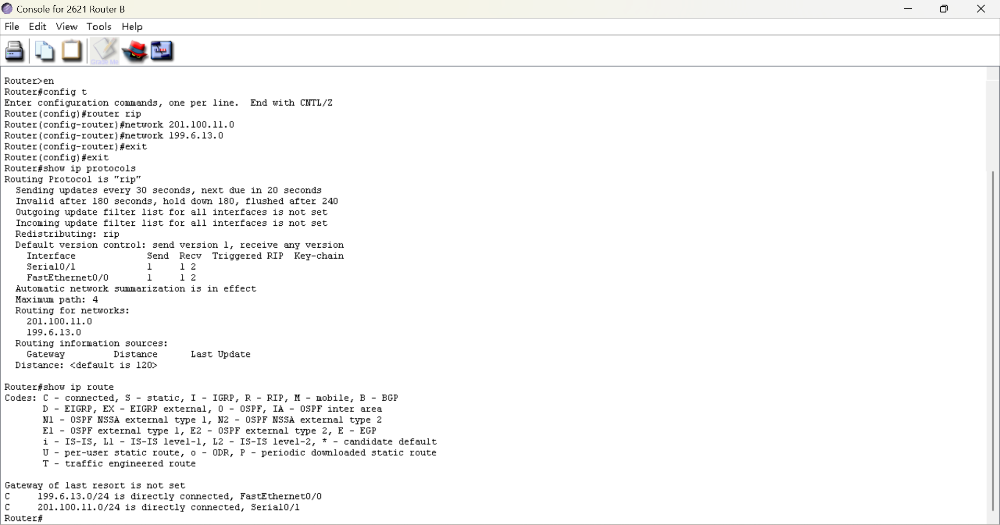 Console for 2621 Router B
File Edit View Tools Help
Grade Me
Router>en
Router#config t
Enter configuration commands, one per line.  End with CNTL/Z
Router(config)#router rip
Router(config-router)#network 201.100.11.0
Router(config-router)#network 199.6.13.0
Router(config-router)#exit
Router(config)#exit
Router#show ip protocols
Routing Protocol is "rip"
  Sending updates every 30 seconds, next due in 20 seconds
  Invalid after 180 seconds, hold down 180, flushed after 240
  Outgoing update filter list for all interfaces is not set
  Incoming update filter list for all interfaces is not set
  Redistributing: rip
  Default version control: send version 1, receive any version
    Interface             Send  Recv  Triggered RIP  Key-chain
    Serial0/1             1     1 2
    FastEthernet0/0       1     1 2
  Automatic network summarization is in effect
  Maximum path: 4
  Routing for networks:
    201.100.11.0
    199.6.13.0
  Routing information sources:
    Gateway         Distance      Last Update
  Distance: <default is 120>
Router#show ip route
Codes: C - connected, S - static, I - IGRP, R - RIP, M - mobile, B - BGP
       D - EIGRP, EX - EIGRP external, O - OSPF, IA - OSPF inter area
       N1 - OSPF NSSA external type 1, N2 - OSPF NSSA external type 2
       E1 - OSPF external type 1, E2 - OSPF external type 2, E - EGP
       i - IS-IS, L1 - IS-IS level-1, L2 - IS-IS level-2, * - candidate default
       U - per-user static route, o - ODR, P - periodic downloaded static route
       T - traffic engineered route
Gateway of last resort is not set
C     199.6.13.0/24 is directly connected, FastEthernet0/0
C     201.100.11.0/24 is directly connected, Serial0/1
Router#